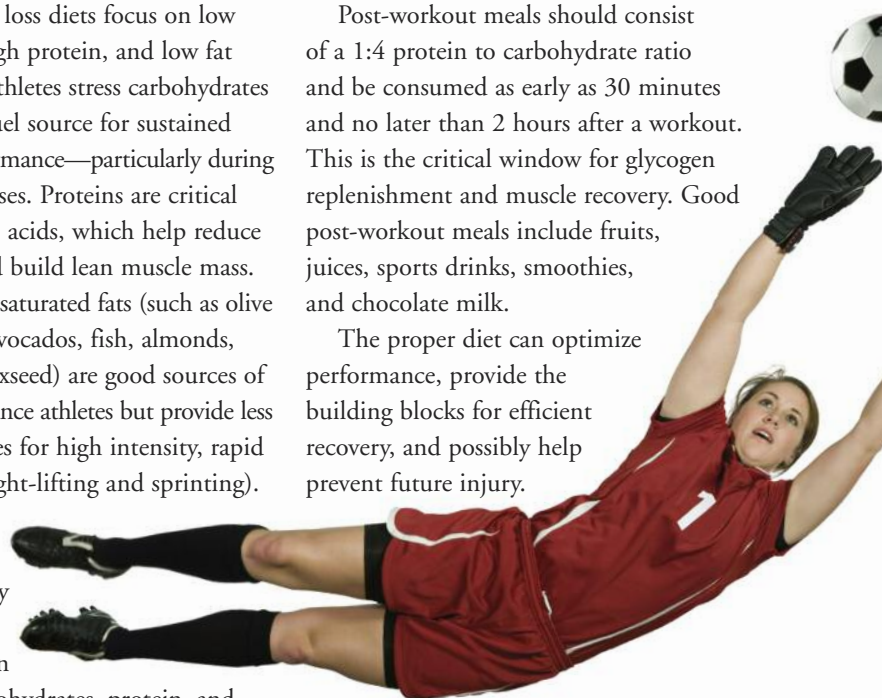 loss diets focus on low
gh protein, and low fat
thletes stress carbohydrates
uel source for sustained
mance—particularly during
ses. Proteins are critical
acids, which help reduce
d build lean muscle mass.
saturated fats (such as olive
vocados, fish, almonds,
xseed) are good sources of
nce athletes but provide less
es for high intensity, rapid
ght-lifting and sprinting).
y
n
ohydrates, protein, and
Post-workout meals should consist
of a 1:4 protein to carbohydrate ratio
and be consumed as early as 30 minutes
and no later than 2 hours after a workout.
This is the critical window for glycogen
replenishment and muscle recovery. Good
post-workout meals include fruits,
juices, sports drinks, smoothies,
and chocolate milk.
The proper diet can optimize
performance, provide the
building blocks for efficient
recovery, and possibly help
prevent future injury.
1